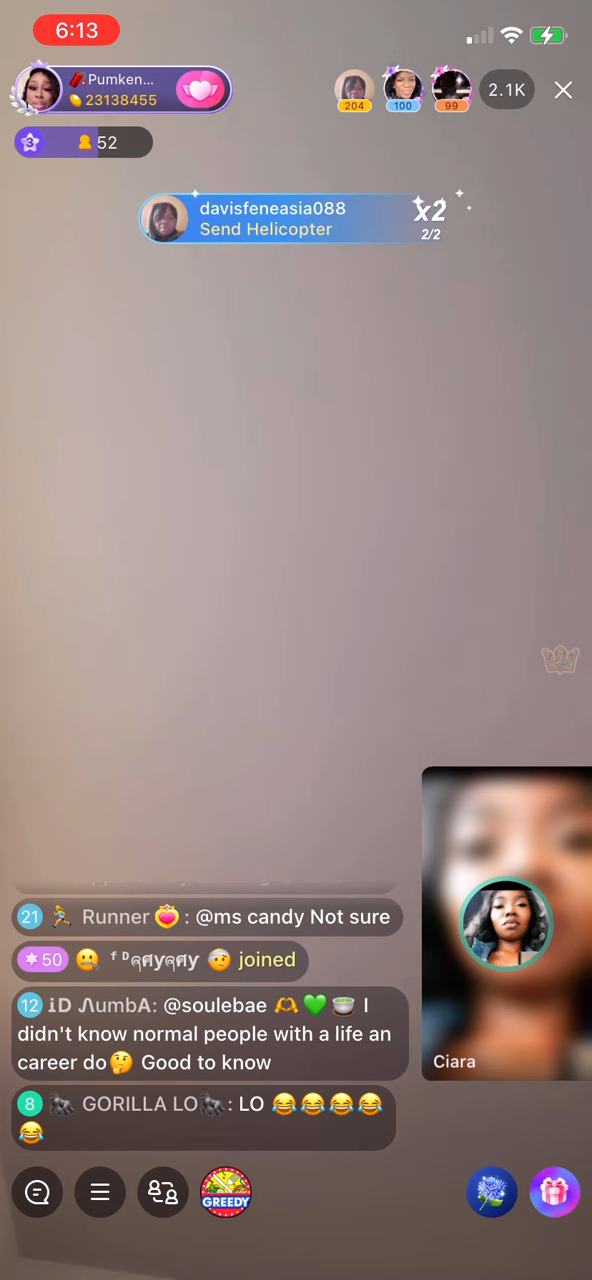 6:13
Pumken...
23138455
204
100
99
2.1K
3
52
davisfeneasia088
Send Helicopter
x2
2/2
21 Runner : @ms candy Not sure
50 joined
12 @soulebae 🫶💚🍵 I
didn't know normal people with a life an
career do🤔 Good to know
8 🦍 GORILLA LO🦍: LO 😂😂😂😂
😂
Ciara
GREEDY